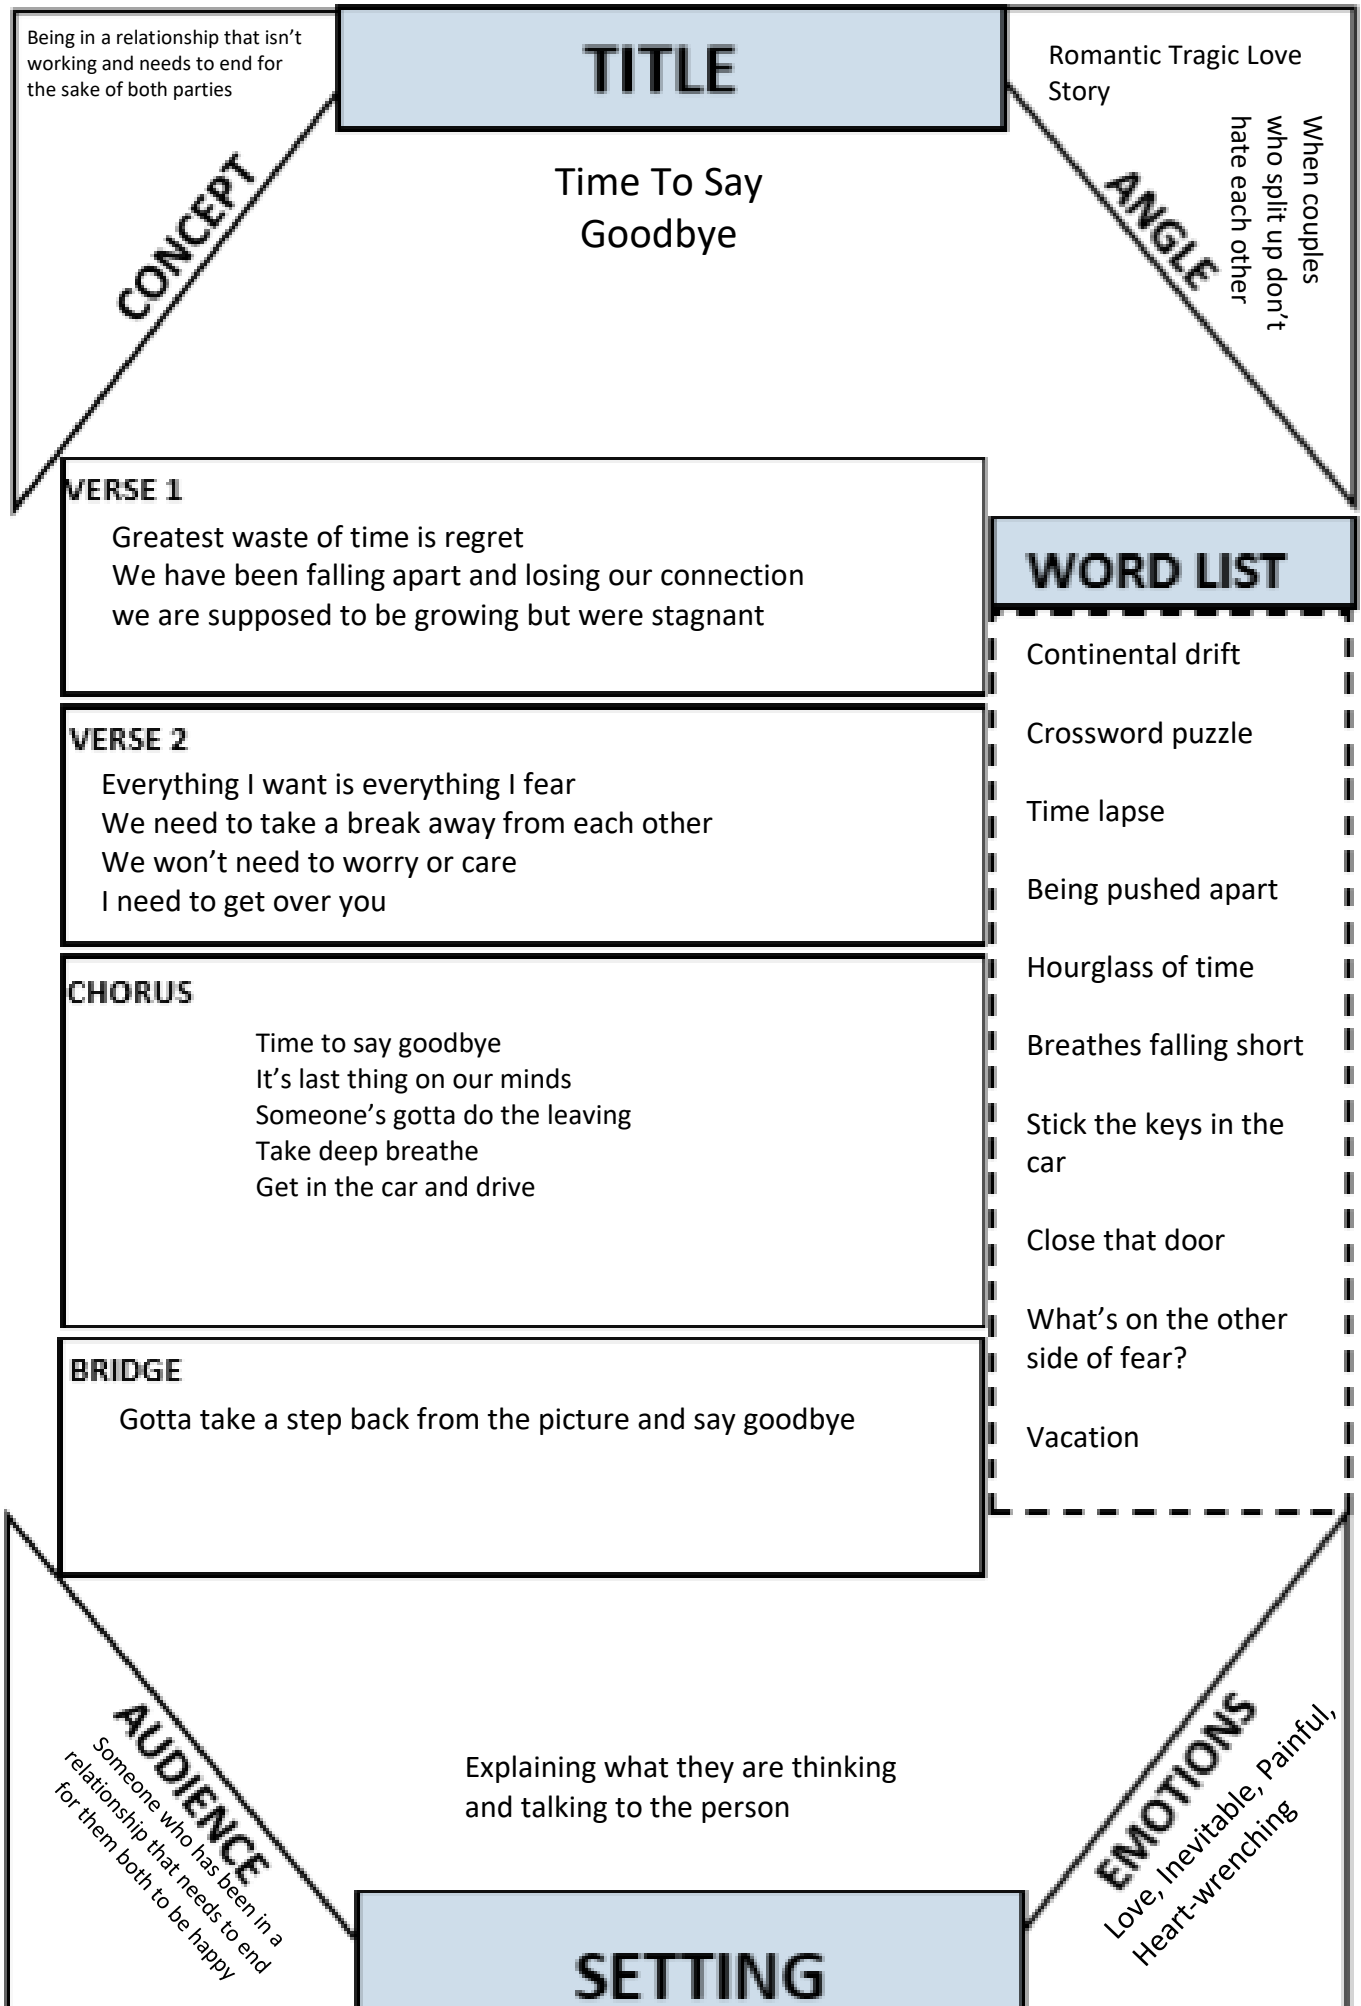 Being in a relationship that isn't
working and needs to end for
the sake of both parties
CONCEPT
TITLE
Time To Say
Goodbye
Romantic Tragic Love
Story
When couples
who split up don't
hate each other
ANGLE
VERSE 1
Greatest waste of time is regret
We have been falling apart and losing our connection
we are supposed to be growing but were stagnant
VERSE 2
Everything I want is everything I fear
We need to take a break away from each other
We won't need to worry or care
I need to get over you
CHORUS
Time to say goodbye
It's last thing on our minds
Someone's gotta do the leaving
Take deep breathe
Get in the car and drive
BRIDGE
Gotta take a step back from the picture and say goodbye
WORD LIST
Continental drift
Crossword puzzle
Time lapse
Being pushed apart
Hourglass of time
Breathes falling short
Stick the keys in the
car
Close that door
What's on the other
side of fear?
Vacation
AUDIENCE
Someone who has been in a
relationship that needs to end
for them both to be happy
Explaining what they are thinking
and talking to the person
SETTING
EMOTIONS
Love, Inevitable, Painful,
Heart-wrenching